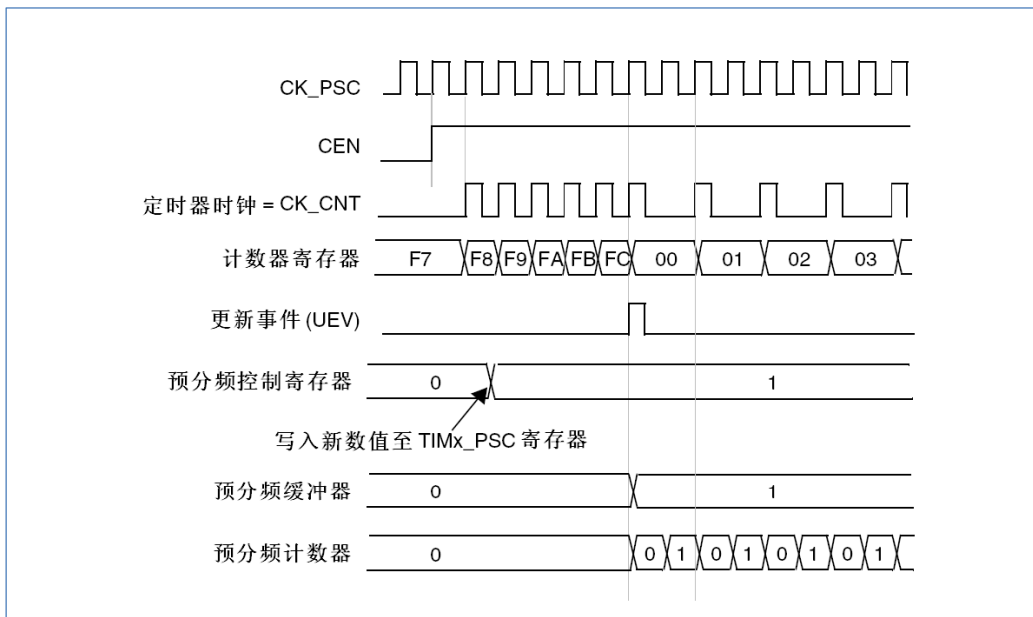 CK_PSC
CEN
定时器时钟 = CK_CNT
计数器寄存器 F7 F8 F9 FA FB FC 00 01 02 03
更新事件 (UEV)
预分频控制寄存器 0 1
写入新数值至 TIMx_PSC 寄存器
预分频缓冲器 0 1
预分频计数器 0 0 1 0 1 0 1 0 1